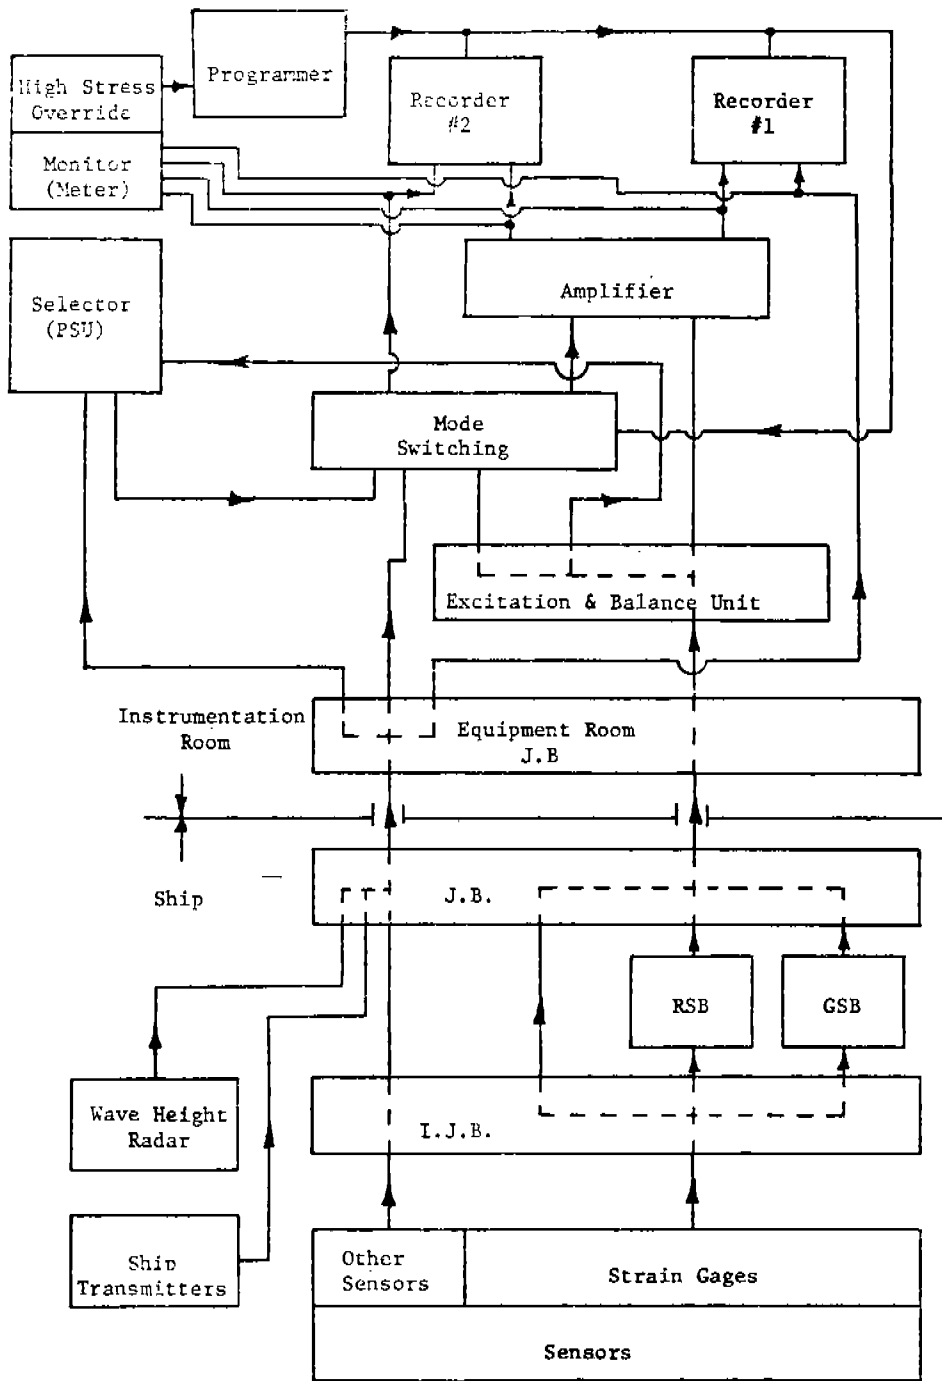 Programmer
High Stress
Override
Recorder
#2
Recorder
#1
Monitor
(Meter)
Selector
(PSU)
Amplifier
Mode
Switching
Excitation & Balance Unit
Instrumentation
Room
Equipment Room
J.B
Ship
J.B.
RSB
GSB
Wave Height
Radar
I.J.B.
Ship
Transmitters
Other
Sensors
Strain Gages
Sensors